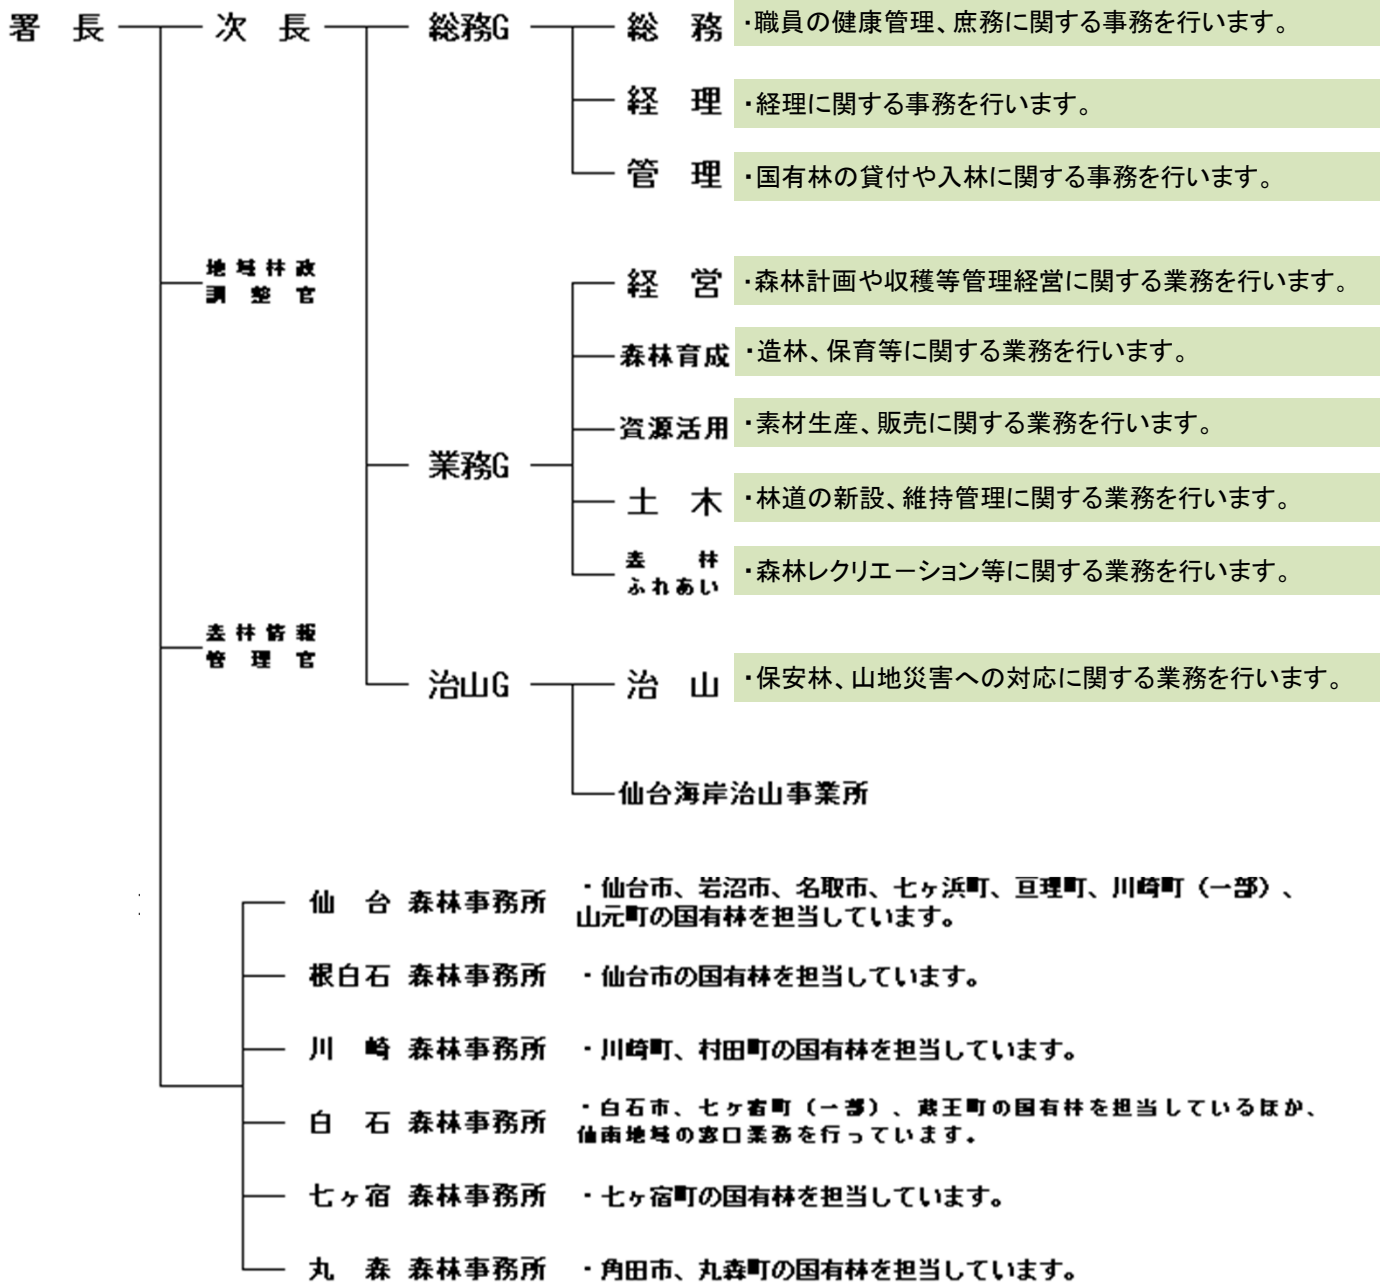 署長 次長 総務G 総務 ・職員の健康管理、庶務に関する事務を行います。
経理 ・経理に関する事務を行います。
管理 ・国有林の貸付や入林に関する事務を行います。
地域林政
調整官
経営 ・森林計画や収穫等管理経営に関する業務を行います。
森林育成 ・造林、保育等に関する業務を行います。
資源活用 ・素材生産、販売に関する業務を行います。
業務G
土木 ・林道の新設、維持管理に関する業務を行います。
森林
ふれあい ・森林レクリエーション等に関する業務を行います。
森林情報
管理官
治山G 治山 ・保安林、山地災害への対応に関する業務を行います。
仙台海岸治山事業所
仙台 森林事務所 ・仙台市、岩沼市、名取市、七ヶ浜町、亘理町、川崎町（一部）、
山元町の国有林を担当しています。
根白石 森林事務所 ・仙台市の国有林を担当しています。
川崎 森林事務所 ・川崎町、村田町の国有林を担当しています。
白石 森林事務所 ・白石市、七ヶ宿町（一部）、蔵王町の国有林を担当しているほか、
仙南地域の窓口業務を行っています。
七ヶ宿 森林事務所 ・七ヶ宿町の国有林を担当しています。
丸森 森林事務所 ・角田市、丸森町の国有林を担当しています。